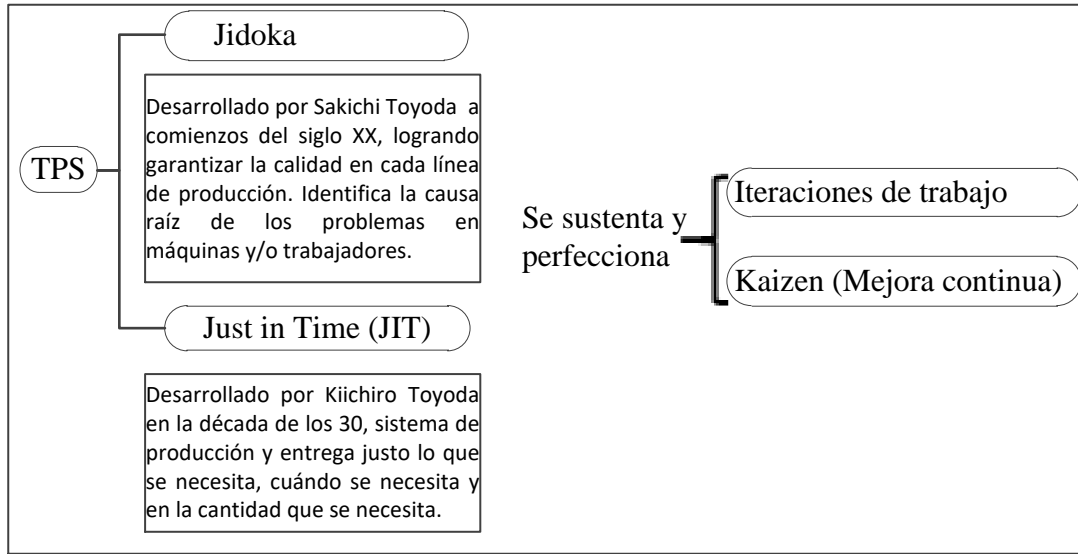 Jidoka
Desarrollado por Sakichi Toyoda a
comienzos del siglo XX, logrando
garantizar la calidad en cada línea
de producción. Identifica la causa
raíz de los problemas en
máquinas y/o trabajadores.
TPS
Just in Time (JIT)
Desarrollado por Kiichiro Toyoda
en la década de los 30, sistema de
producción y entrega justo lo que
se necesita, cuándo se necesita y
en la cantidad que se necesita.
Se sustenta y
perfecciona
Iteraciones de trabajo
Kaizen (Mejora continua)